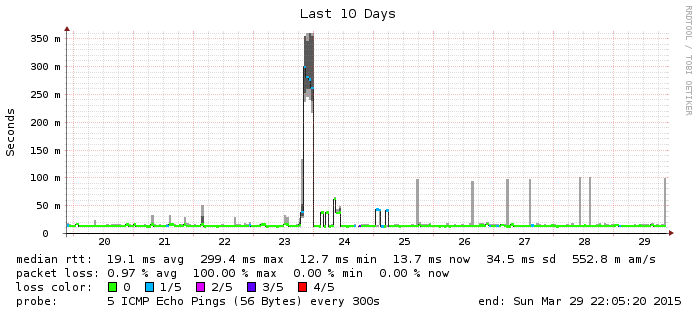 Last 10 Days
RRDTOOL / TOBI OETIKER
Seconds
350 m
300 m
250 m
200 m
150 m
100 m
50 m
0
20 21 22 23 24 25 26 27 28 29
median rtt: 19.1 ms avg 299.4 ms max 12.7 ms min 13.7 ms now 34.5 ms sd 552.8 m am/s
packet loss: 0.97 % avg 100.00 % max 0.00 % min 0.00 % now
loss color: 0 1/5 2/5 3/5 4/5
probe: 5 ICMP Echo Pings (56 Bytes) every 300s end: Sun Mar 29 22:05:20 2015